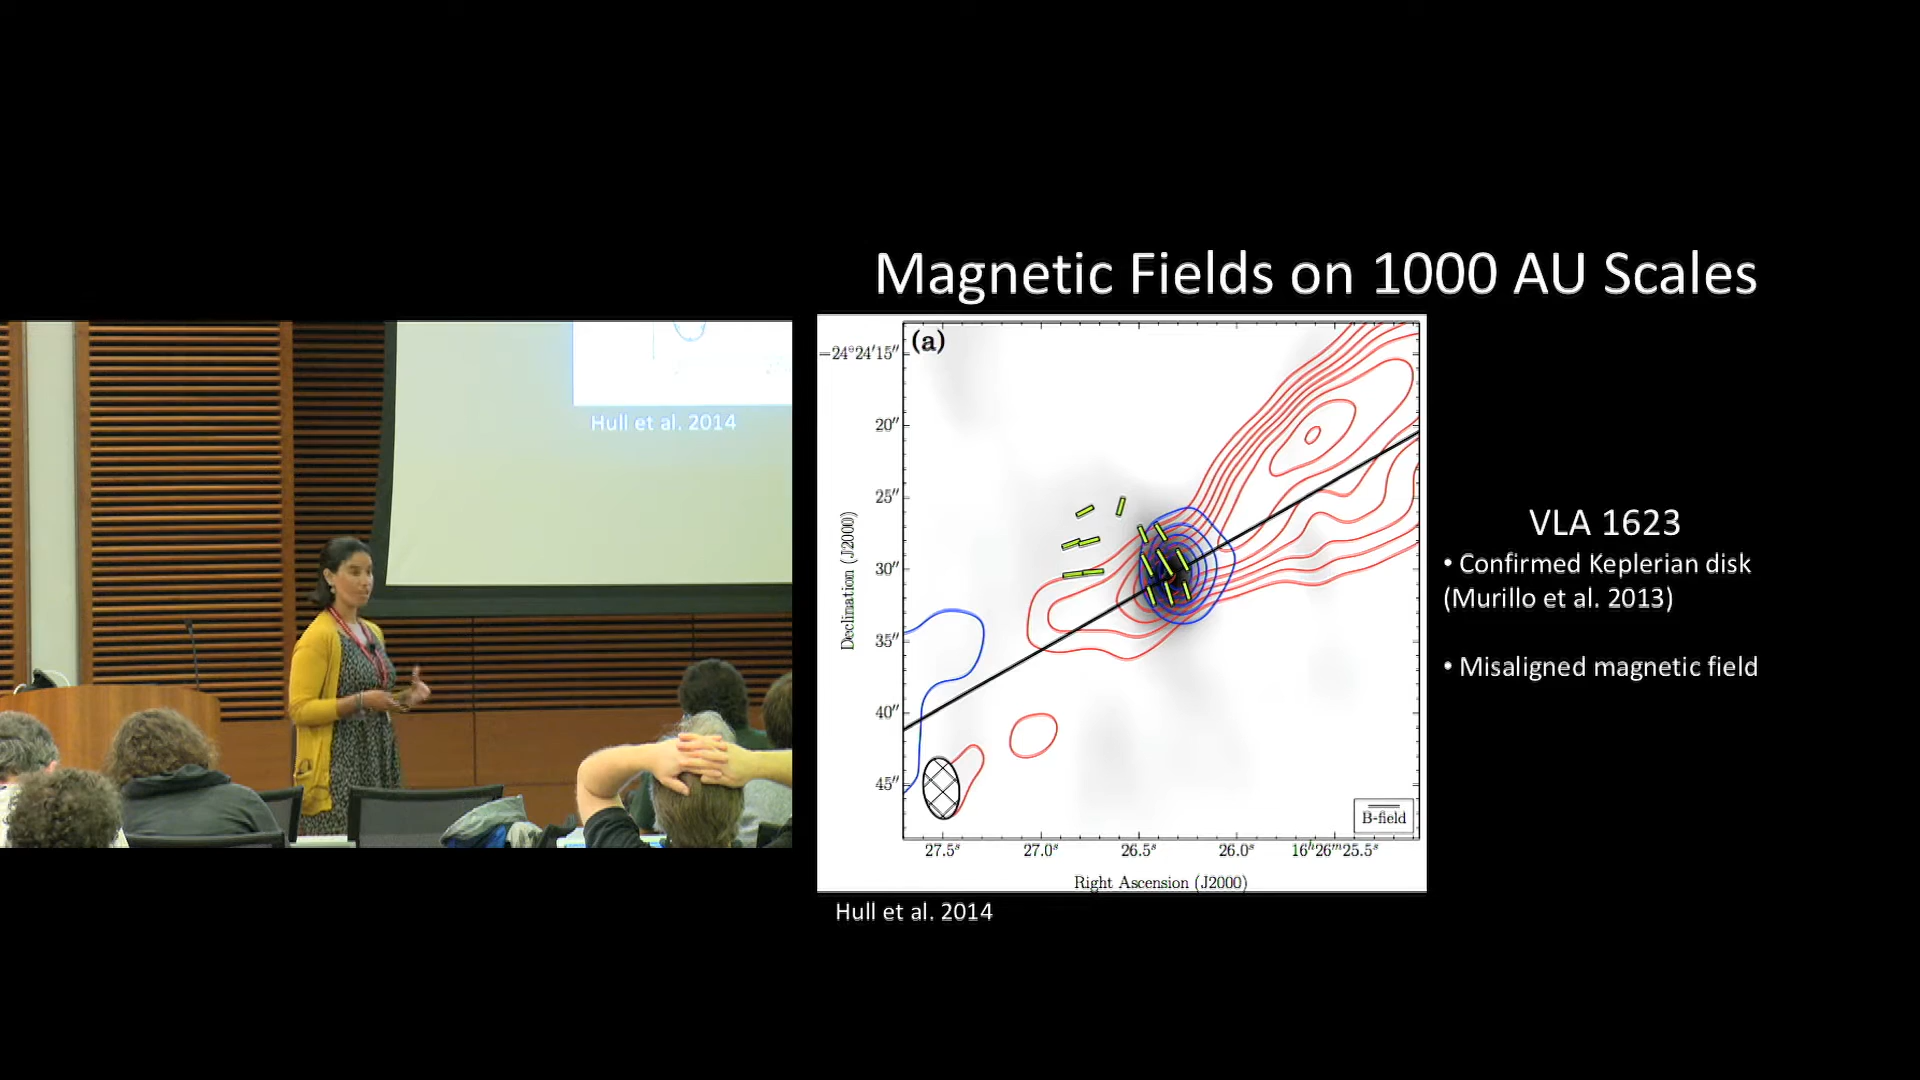 Magnetic Fields on 1000 AU Scales
(a)
−24°24′15″
20″
25″
30″
35″
40″
45″
Declination (J2000)
27.5ˢ
27.0ˢ
26.5ˢ
26.0ˢ
16ʰ26ᵐ25.5ˢ
Right Ascension (J2000)
B-field
Hull et al. 2014
VLA 1623
• Confirmed Keplerian disk
(Murillo et al. 2013)
• Misaligned magnetic field
Hull et al. 2014